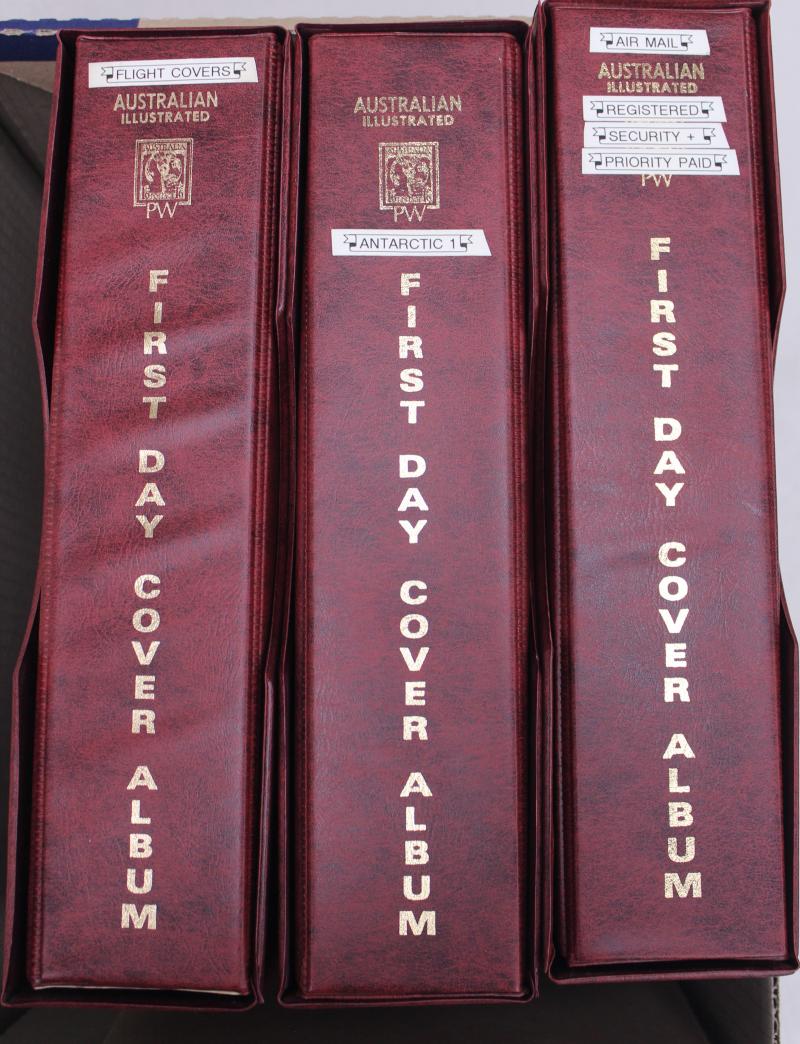 FLIGHT COVERS
AUSTRALIAN
ILLUSTRATED
AUSTRALIA
PW
FIRST DAY COVER ALBUM
AUSTRALIAN
ILLUSTRATED
PW
ANTARCTIC 1
FIRST DAY COVER ALBUM
AIR MAIL
AUSTRALIAN
ILLUSTRATED
REGISTERED
SECURITY +
PRIORITY PAID
PW
FIRST DAY COVER ALBUM